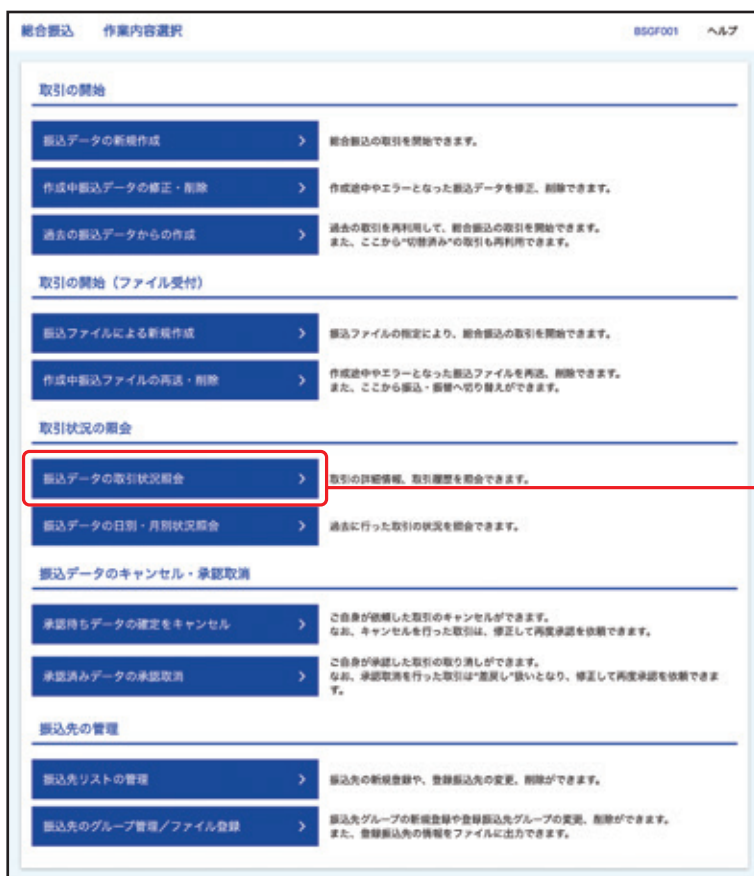 総合振込　作業内容選択
BSGF001　ヘルプ
取引の開始
振込データの新規作成
総合振込の取引を開始できます。
作成中振込データの修正・削除
作成途中やエラーとなった振込データを修正、削除できます。
過去の振込データからの作成
過去の取引を再利用して、総合振込の取引を開始できます。
また、ここから“切替済み”の取引も再利用できます。
取引の開始（ファイル受付）
振込ファイルによる新規作成
振込ファイルの指定により、総合振込の取引を開始できます。
作成中振込ファイルの再送・削除
作成途中やエラーとなった振込ファイルを再送、削除できます。
また、ここから振込・振替へ切り替えができます。
取引状況の照会
振込データの取引状況照会
取引の詳細情報、取引履歴を照会できます。
振込データの日別・月別状況照会
過去に行った取引の状況を照会できます。
振込データのキャンセル・承認取消
承認待ちデータの確定をキャンセル
ご自身が依頼した取引のキャンセルができます。
なお、キャンセルを行った取引は、修正して再度承認を依頼できます。
承認済みデータの承認取消
ご自身が承認した取引の取り消しができます。
なお、承認取消を行った取引は“差戻し”扱いとなり、修正して再度承認を依頼できま
す。
振込先の管理
振込先リストの管理
振込先の新規登録や、登録振込先の変更、削除ができます。
振込先のグループ管理／ファイル登録
振込先グループの新規登録や登録振込先グループの変更、削除ができます。
また、登録振込先の情報をファイルに出力できます。